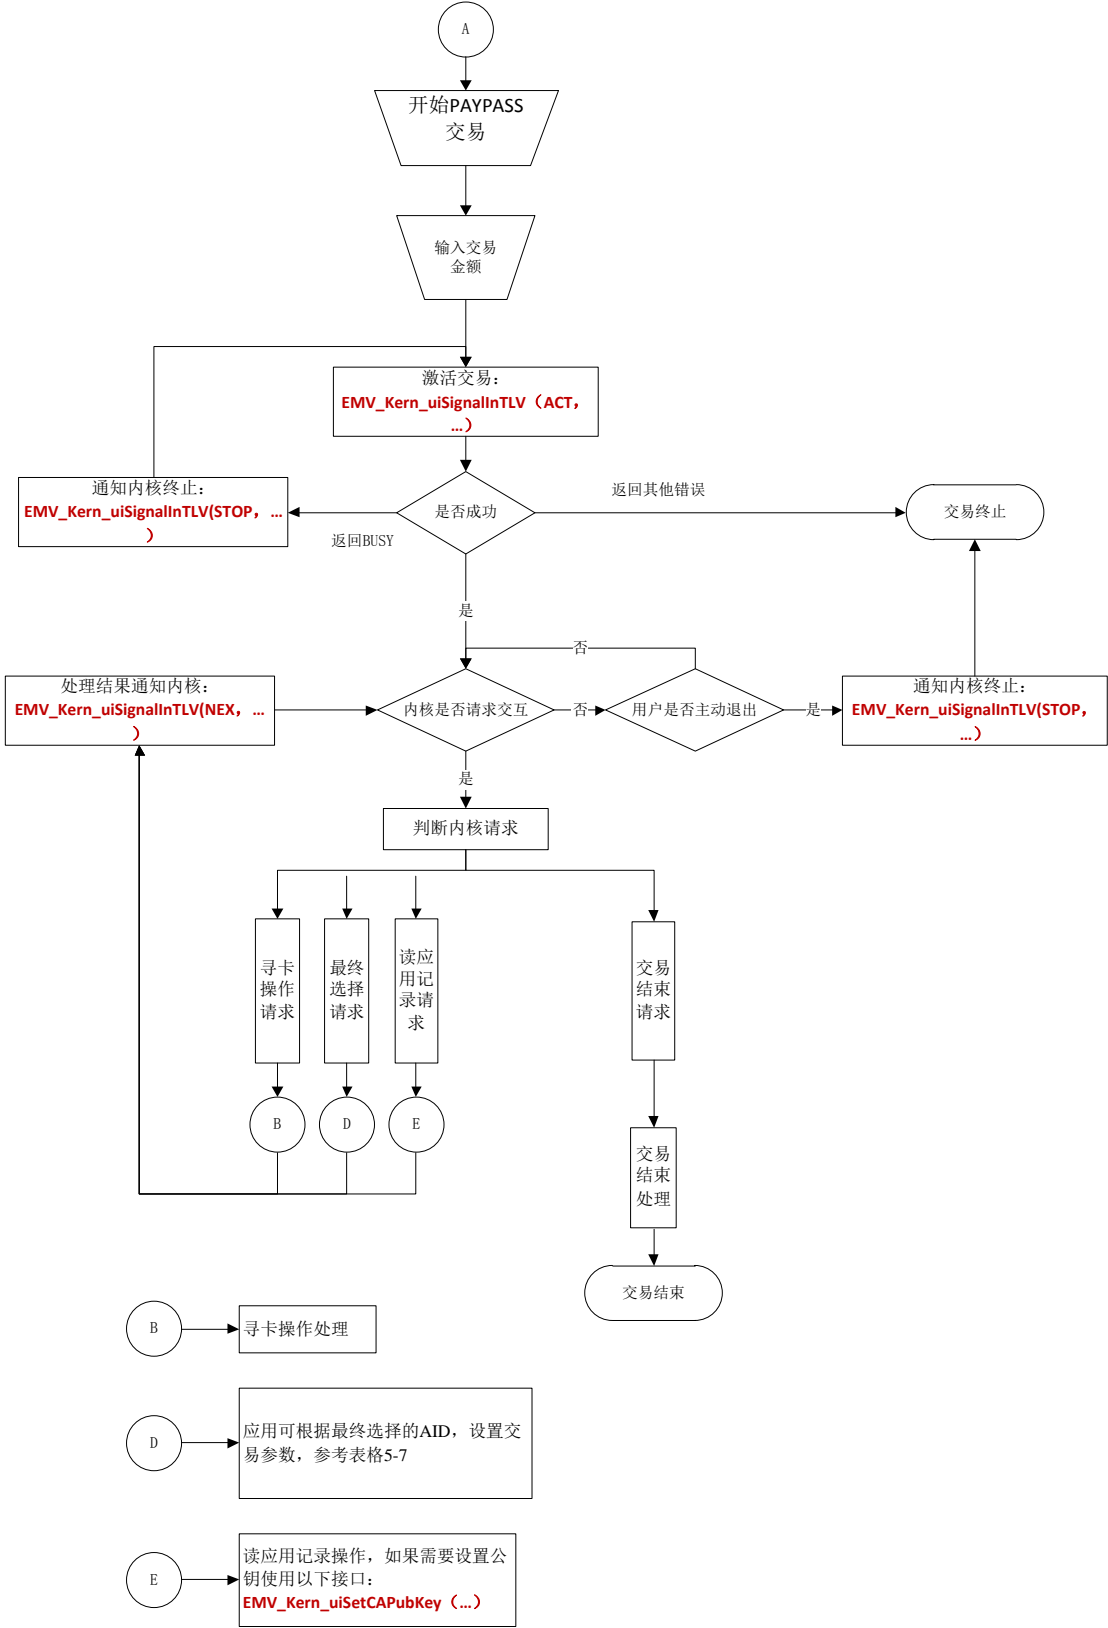 A
开始PAYPASS
交易
输入交易
金额
激活交易：
EMV_Kern_uiSignalInTLV（ACT，
…）
通知内核终止：
EMV_Kern_uiSignalInTLV(STOP，…
）
返回BUSY
是否成功
返回其他错误
交易终止
是
否
处理结果通知内核：
EMV_Kern_uiSignalInTLV(NEX，…
）
内核是否请求交互
否
用户是否主动退出
是
通知内核终止：
EMV_Kern_uiSignalInTLV(STOP，
…）
是
判断内核请求
寻卡
操作
请求
最终
选择
请求
读应
用记
录请
求
交易
结束
请求
B
D
E
交易
结束
处理
交易结束
B
寻卡操作处理
D
应用可根据最终选择的AID，设置交
易参数，参考表格5-7
E
读应用记录操作，如果需要设置公
钥使用以下接口：
EMV_Kern_uiSetCAPubKey（…）